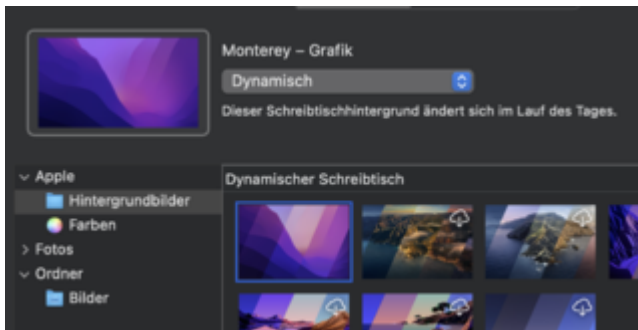 Monterey – Grafik
Dynamisch
Dieser Schreibtischhintergrund ändert sich im Lauf des Tages.
Apple
Hintergrundbilder
Farben
Fotos
Ordner
Bilder
Dynamischer Schreibtisch